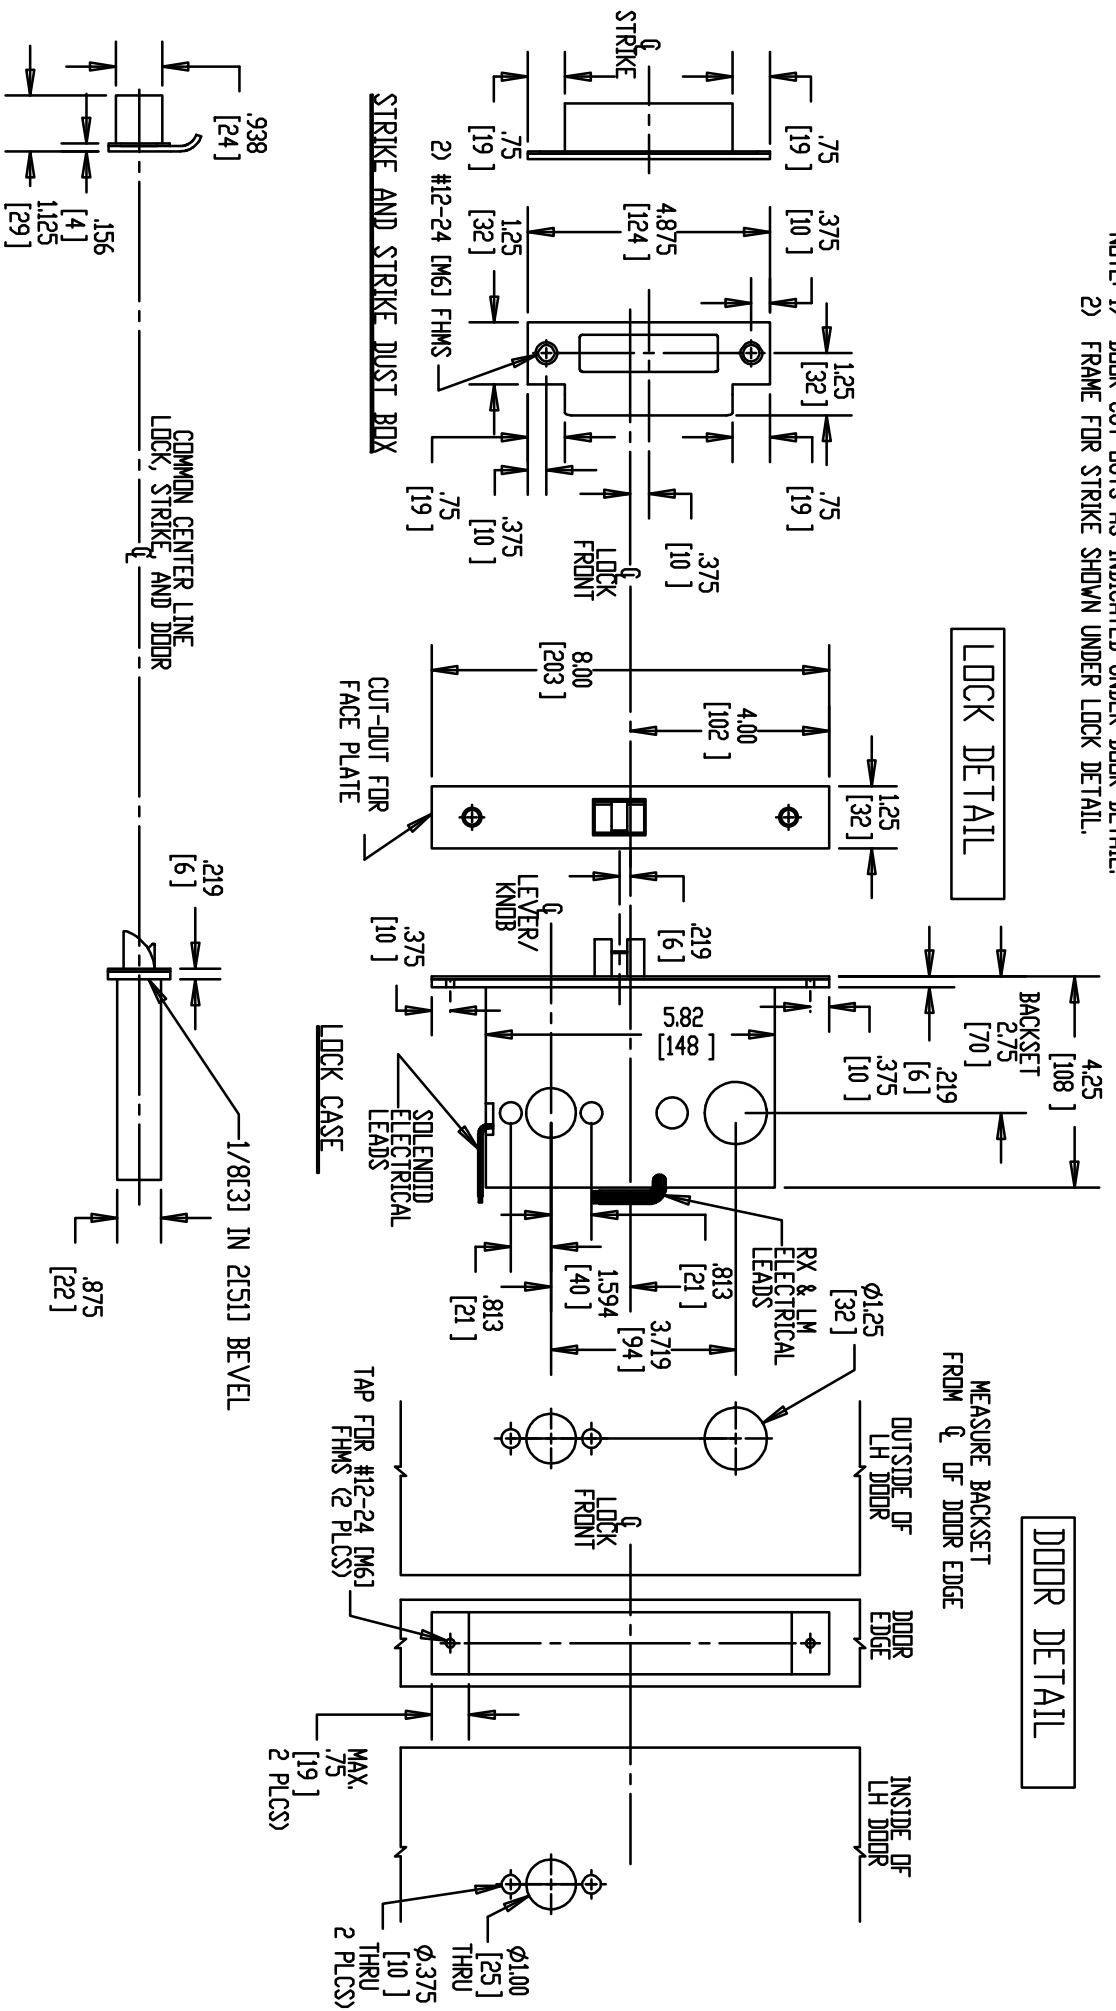 NOTE: 1) DOOR CUT-OUTS AS INDICATED UNDER DOOR DETAIL.
2) FRAME FOR STRIKE SHOWN UNDER LOCK DETAIL.
LOCK DETAIL
DOOR DETAIL
STRIKE
.75
[19 ]
.75
[19 ]
.375
[10 ]
4.875
[124 ]
1.25
[32 ]
2) #12-24 [M6] FHMS
STRIKE AND STRIKE DUST BOX
1.25
[32 ]
.75
[19 ]
.375
[10 ]
.375
[10 ]
.75
[19 ]
LOCK
FRONT
8.00
[203 ]
4.00
[102 ]
1.25
[32 ]
CUT-OUT FOR
FACE PLATE
.219
[6 ]
LEVER/
KNOB
.375
[10 ]
BACKSET
2.75
[70 ]
4.25
[108 ]
.219
[6 ]
.375
[10 ]
5.82
[148 ]
LOCK CASE
SOLENOID
ELECTRICAL
LEADS
RX & LM
ELECTRICAL
LEADS
.813
[21 ]
1.594
[40 ]
.813
[21 ]
3.719
[94 ]
Ø1.25
[32 ]
MEASURE BACKSET
FROM ℄ OF DOOR EDGE
OUTSIDE OF
LH DOOR
LOCK
FRONT
DOOR
EDGE
INSIDE OF
LH DOOR
TAP FOR #12-24 [M6]
FHMS (2 PLCS)
MAX.
.75
[19 ]
2 PLCS)
Ø1.00
[25]
THRU
Ø.375
[10 ]
THRU
2 PLCS)
.938
[24 ]
.156
[4 ]
1.125
[29 ]
COMMON CENTER LINE
LOCK, STRIKE, AND DOOR
℄
.219
[6 ]
1/8[3] IN 2[51] BEVEL
.875
[22 ]